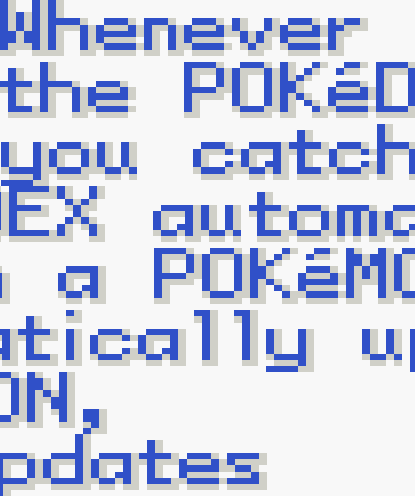 Whenever
the POKéD
you catch
EX automa
a POKéMO
atically up
ON,
pdates